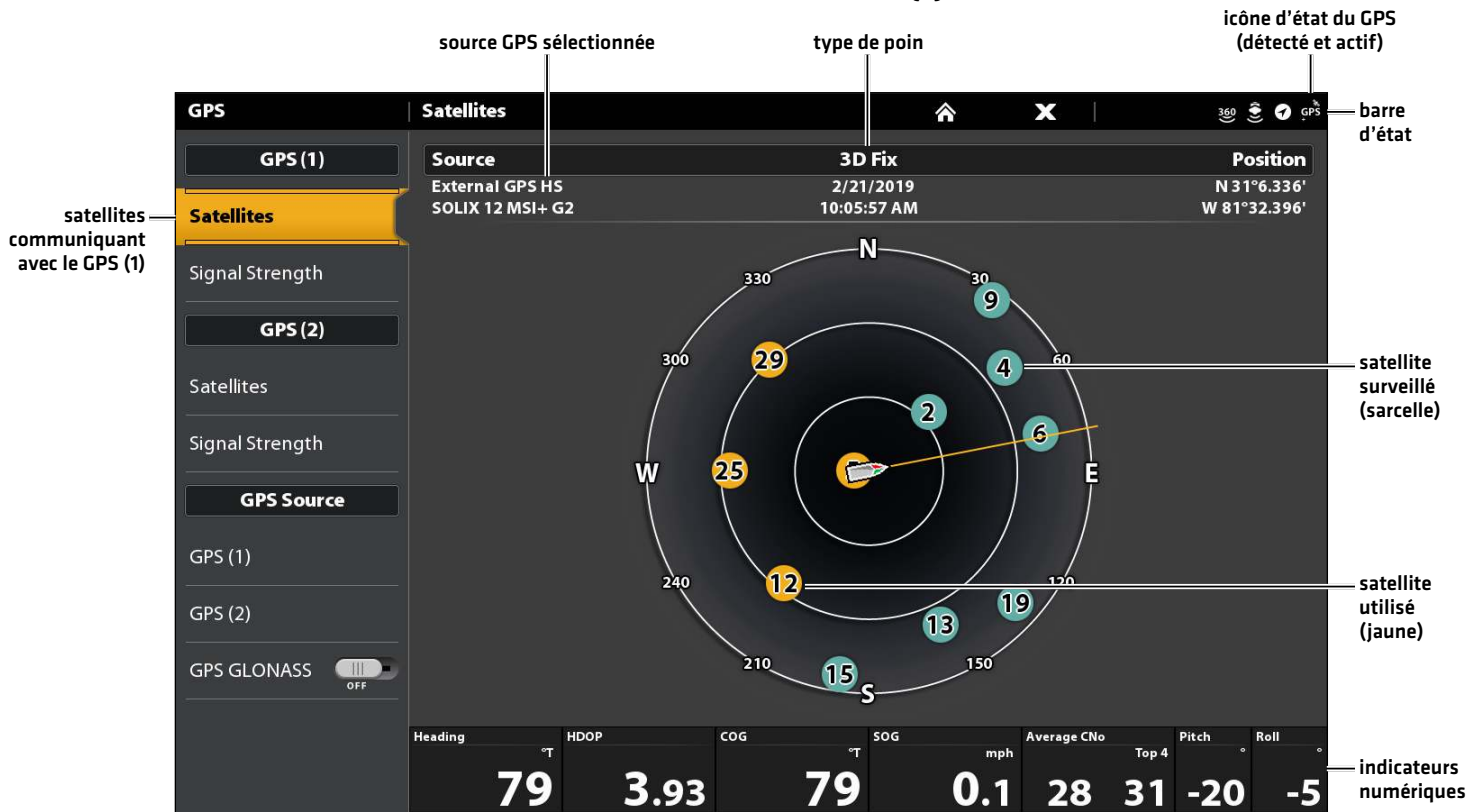 icône d'état du GPS
(détecté et actif)
source GPS sélectionnée
type de poin
GPS
Satellites
360
GPS
barre
d'état
GPS (1)
Source
3D Fix
Position
External GPS HS
2/21/2019
N 31°6.336'
SOLIX 12 MSI+ G2
10:05:57 AM
W 81°32.396'
satellites
communiquant
avec le GPS (1)
Satellites
Signal Strength
GPS (2)
Satellites
Signal Strength
GPS Source
GPS (1)
GPS (2)
GPS GLONASS
OFF
N
330
30
9
300
29
4
60
satellite
surveillé
(sarcelle)
2
6
W
25
E
240
12
120
satellite
utilisé
(jaune)
19
13
210
15
150
S
Heading
°T
79
HDOP
3.93
COG
°T
79
SOG
mph
0.1
Average CNo
Top 4
28
31
Pitch
°
-20
Roll
°
-5
indicateurs
numériques